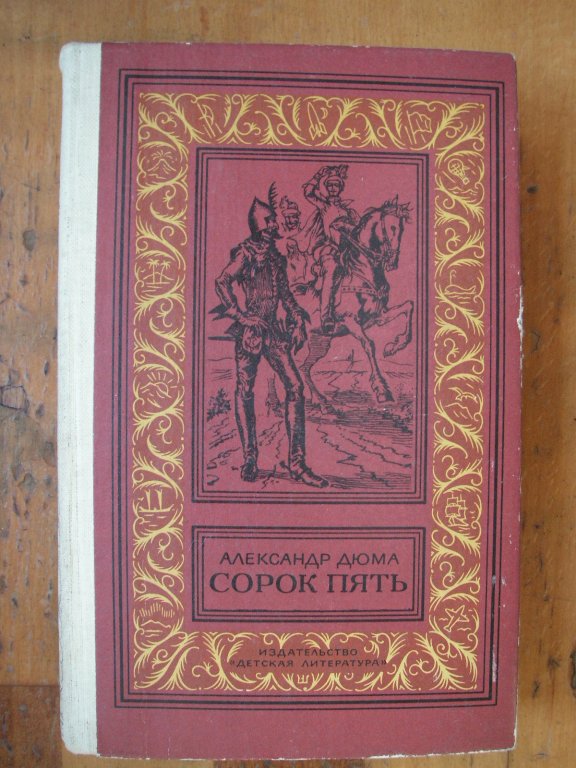 АЛЕКСАНДР ДЮМА
СОРОК ПЯТЬ
ИЗДАТЕЛЬСТВО
«ДЕТСКАЯ ЛИТЕРАТУРА»